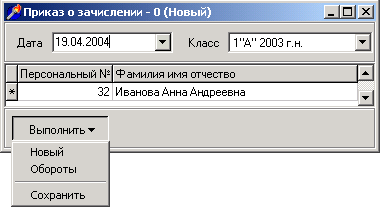 Приказ о зачислении - 0 (Новый)
Дата 19.04.2004 Класс 1"А" 2003 г.н.
Персональный № Фамилия имя отчество
* 32 Иванова Анна Андреевна
Выполнить
Новый
Обороты
Сохранить